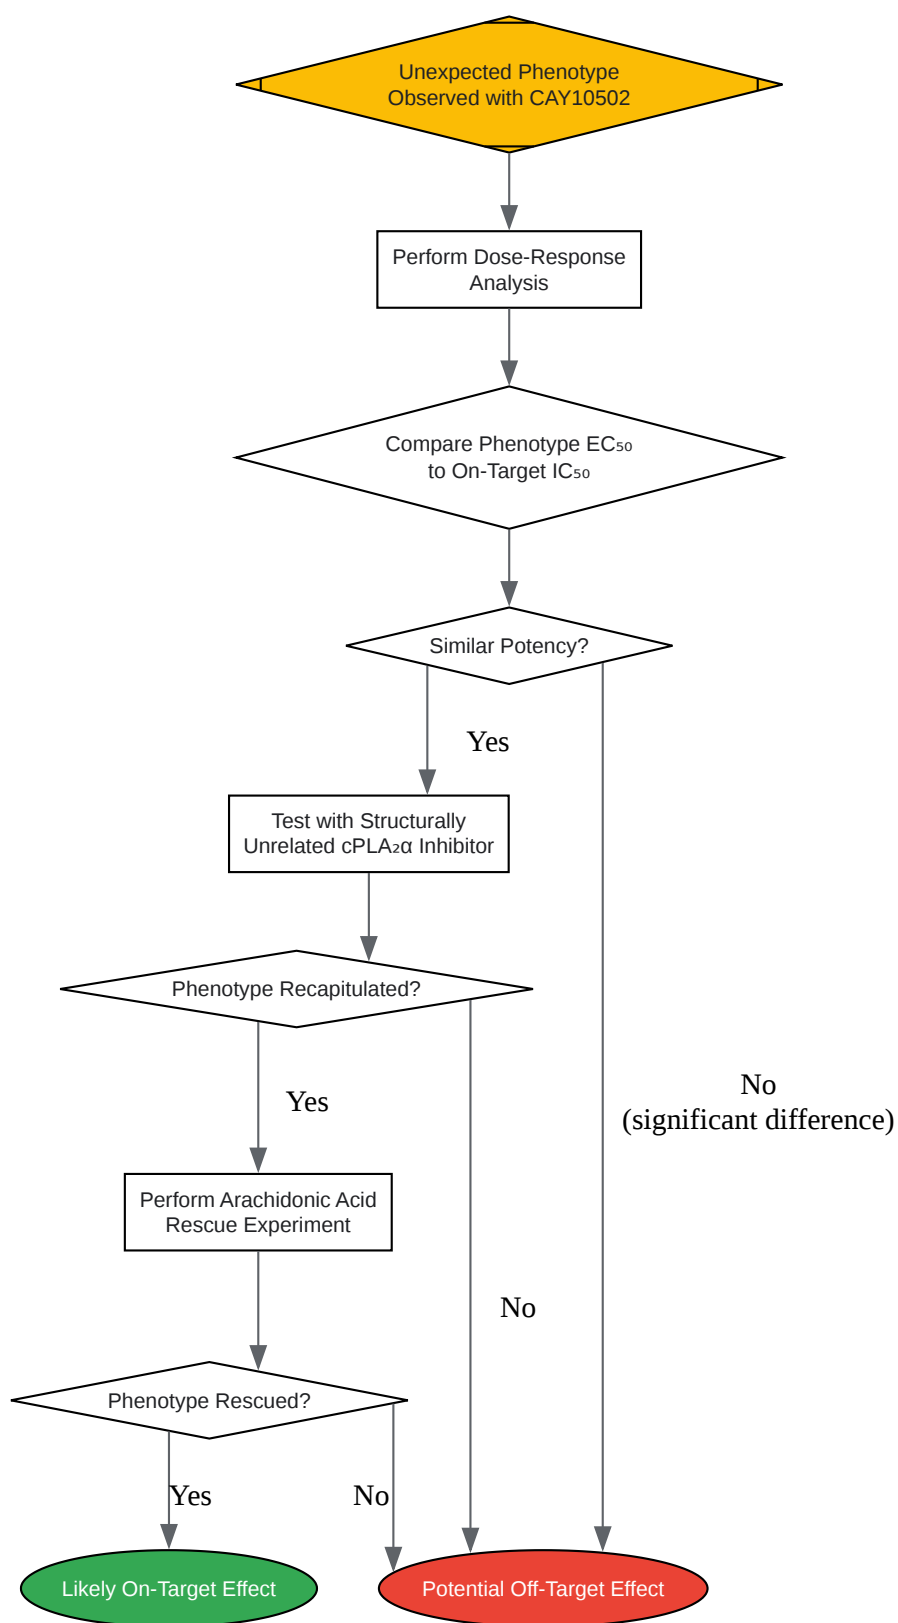 Unexpected Phenotype
Observed with CAY10502
Perform Dose-Response
Analysis
Compare Phenotype EC₅₀
to On-Target IC₅₀
Similar Potency?
Yes
Test with Structurally
Unrelated cPLA₂α Inhibitor
Phenotype Recapitulated?
No
(significant difference)
Yes
Perform Arachidonic Acid
Rescue Experiment
No
Phenotype Rescued?
Yes
No
Likely On-Target Effect
Potential Off-Target Effect